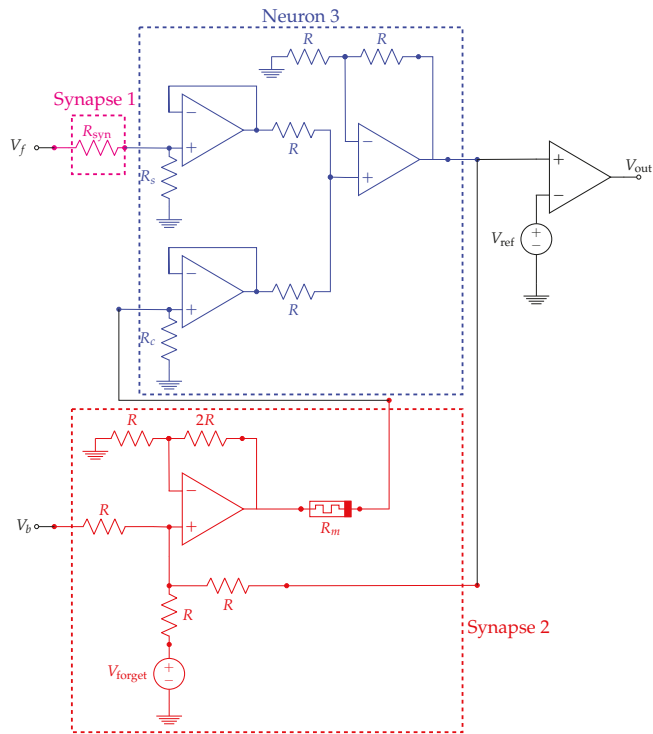 Neuron 3
R
R
Synapse 1
R_syn
V_f
R_s
−
+
R
−
+
+
−
V_out
V_ref
+
−
−
+
R_c
R
R
2R
−
+
V_b
R
R_m
R
R
Synapse 2
V_forget
+
−